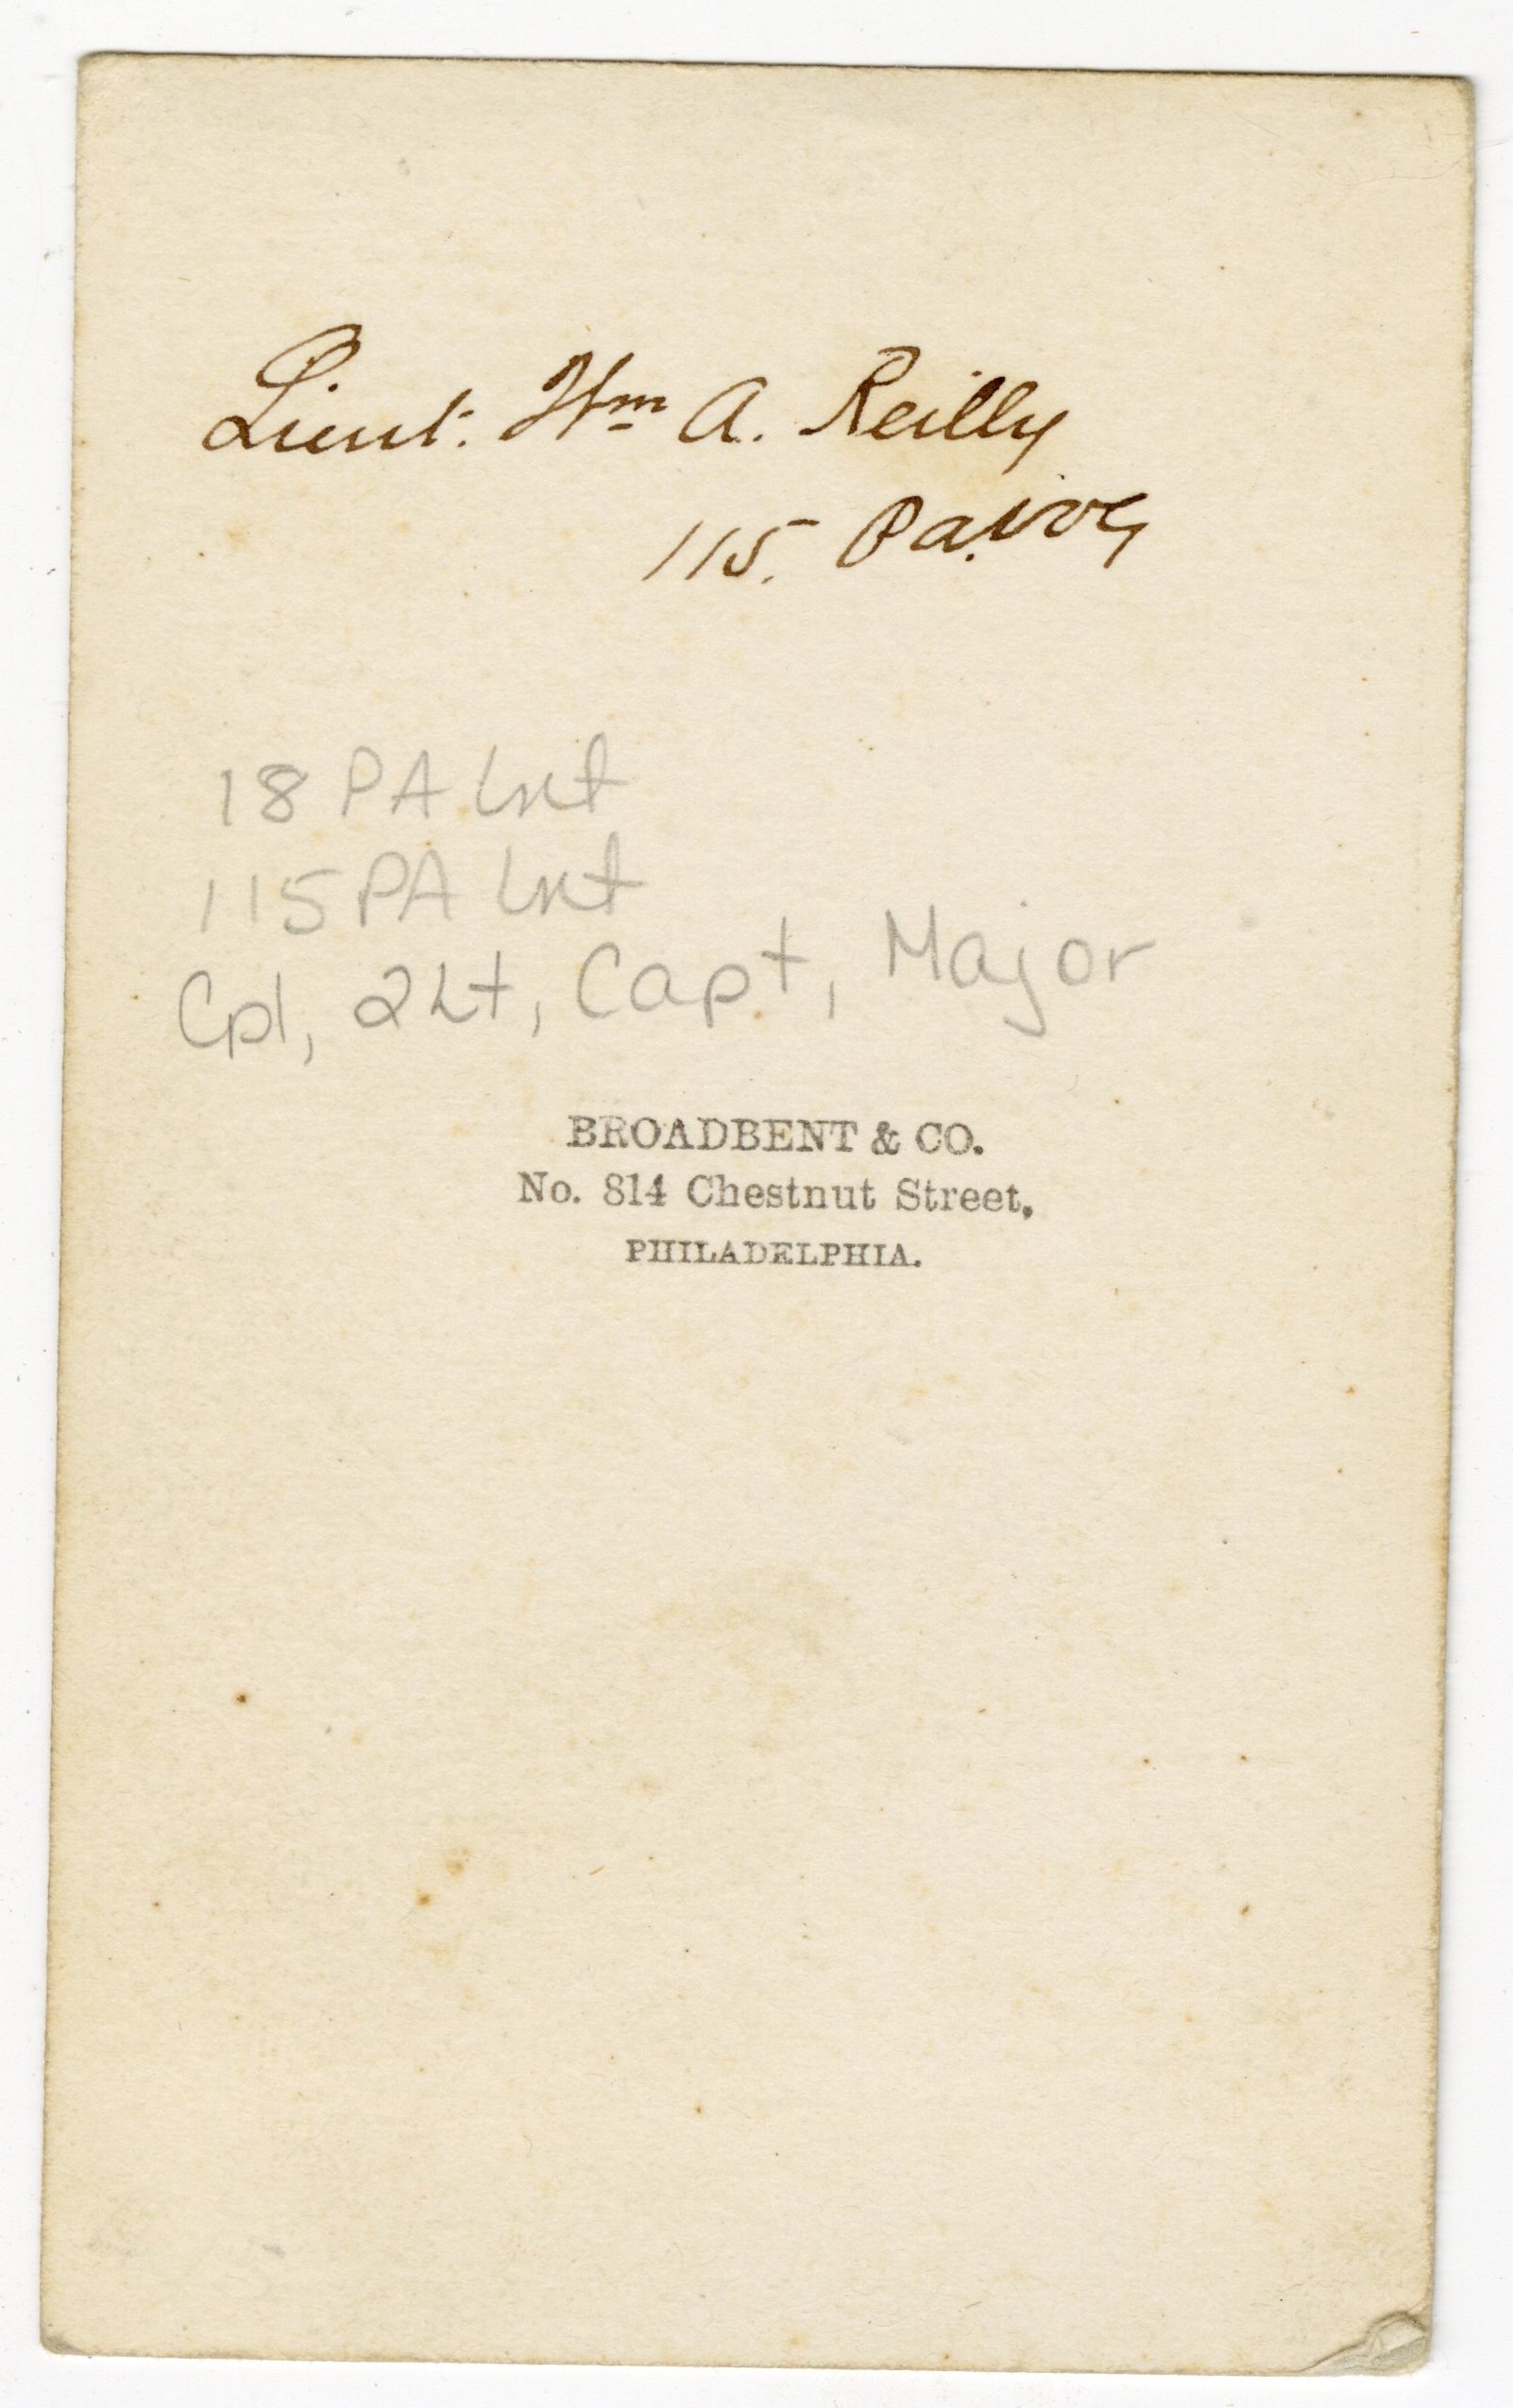 Lieut. Wm A. Reilly
115. Pa.
18 PA Inf
115 PA Inf
Cpl, 2Lt, Capt, Major
BROADBENT & CO.
No. 814 Chestnut Street,
PHILADELPHIA.